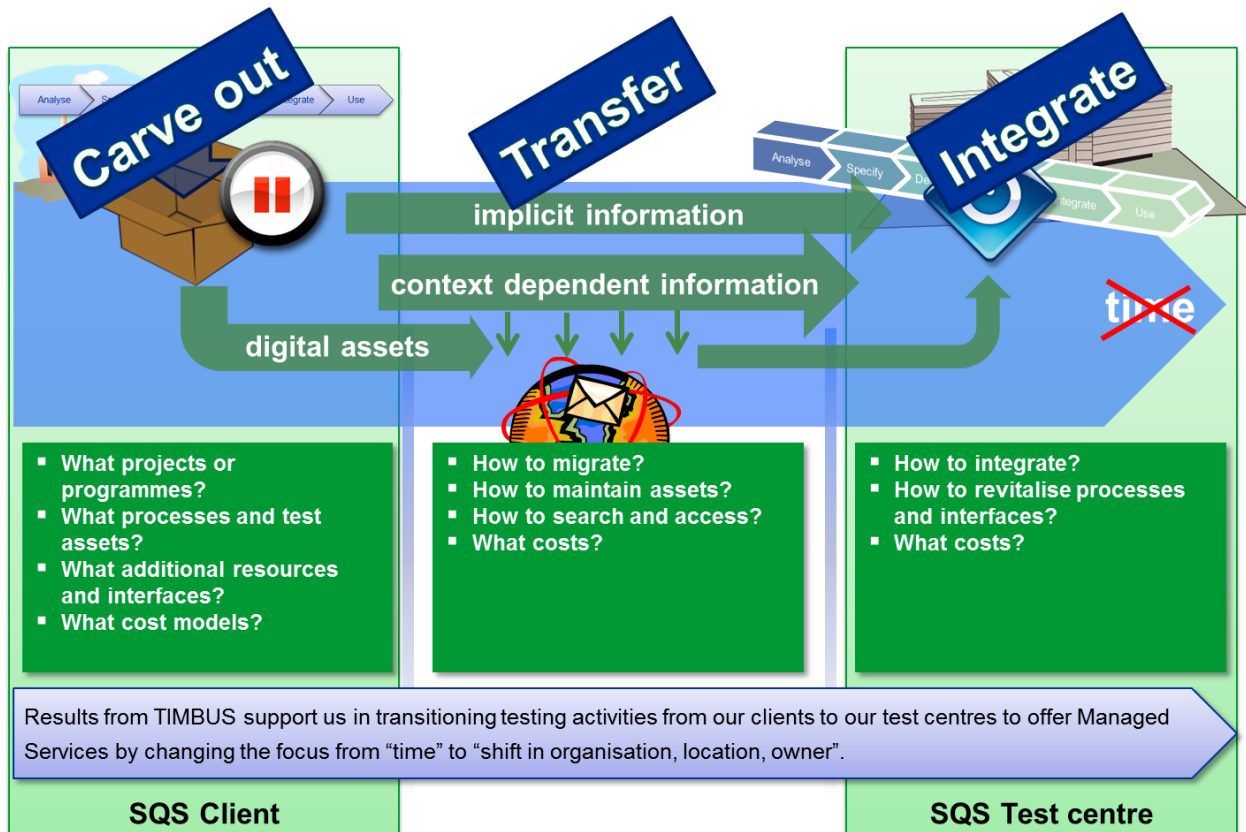 Carve out
Transfer
Integrate
Analyse
Use
Analyse
Specify
Use
implicit information
context dependent information
digital assets
time
▪ What projects or
programmes?
▪ What processes and test
assets?
▪ What additional resources
and interfaces?
▪ What cost models?
▪ How to migrate?
▪ How to maintain assets?
▪ How to search and access?
▪ What costs?
▪ How to integrate?
▪ How to revitalise processes
and interfaces?
▪ What costs?
Results from TIMBUS support us in transitioning testing activities from our clients to our test centres to offer Managed
Services by changing the focus from “time” to “shift in organisation, location, owner”.
SQS Client
SQS Test centre